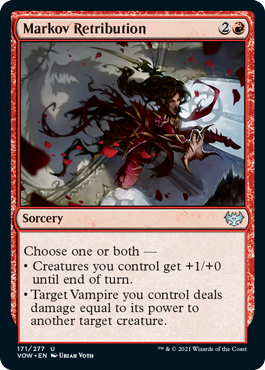 Markov Retribution 2
Sorcery
Choose one or both —
• Creatures you control get +1/+0
until end of turn.
• Target Vampire you control deals
damage equal to its power to
another target creature.
171/277 U
VOW • EN Uriah Voth
™ & © 2021 Wizards of the Coast